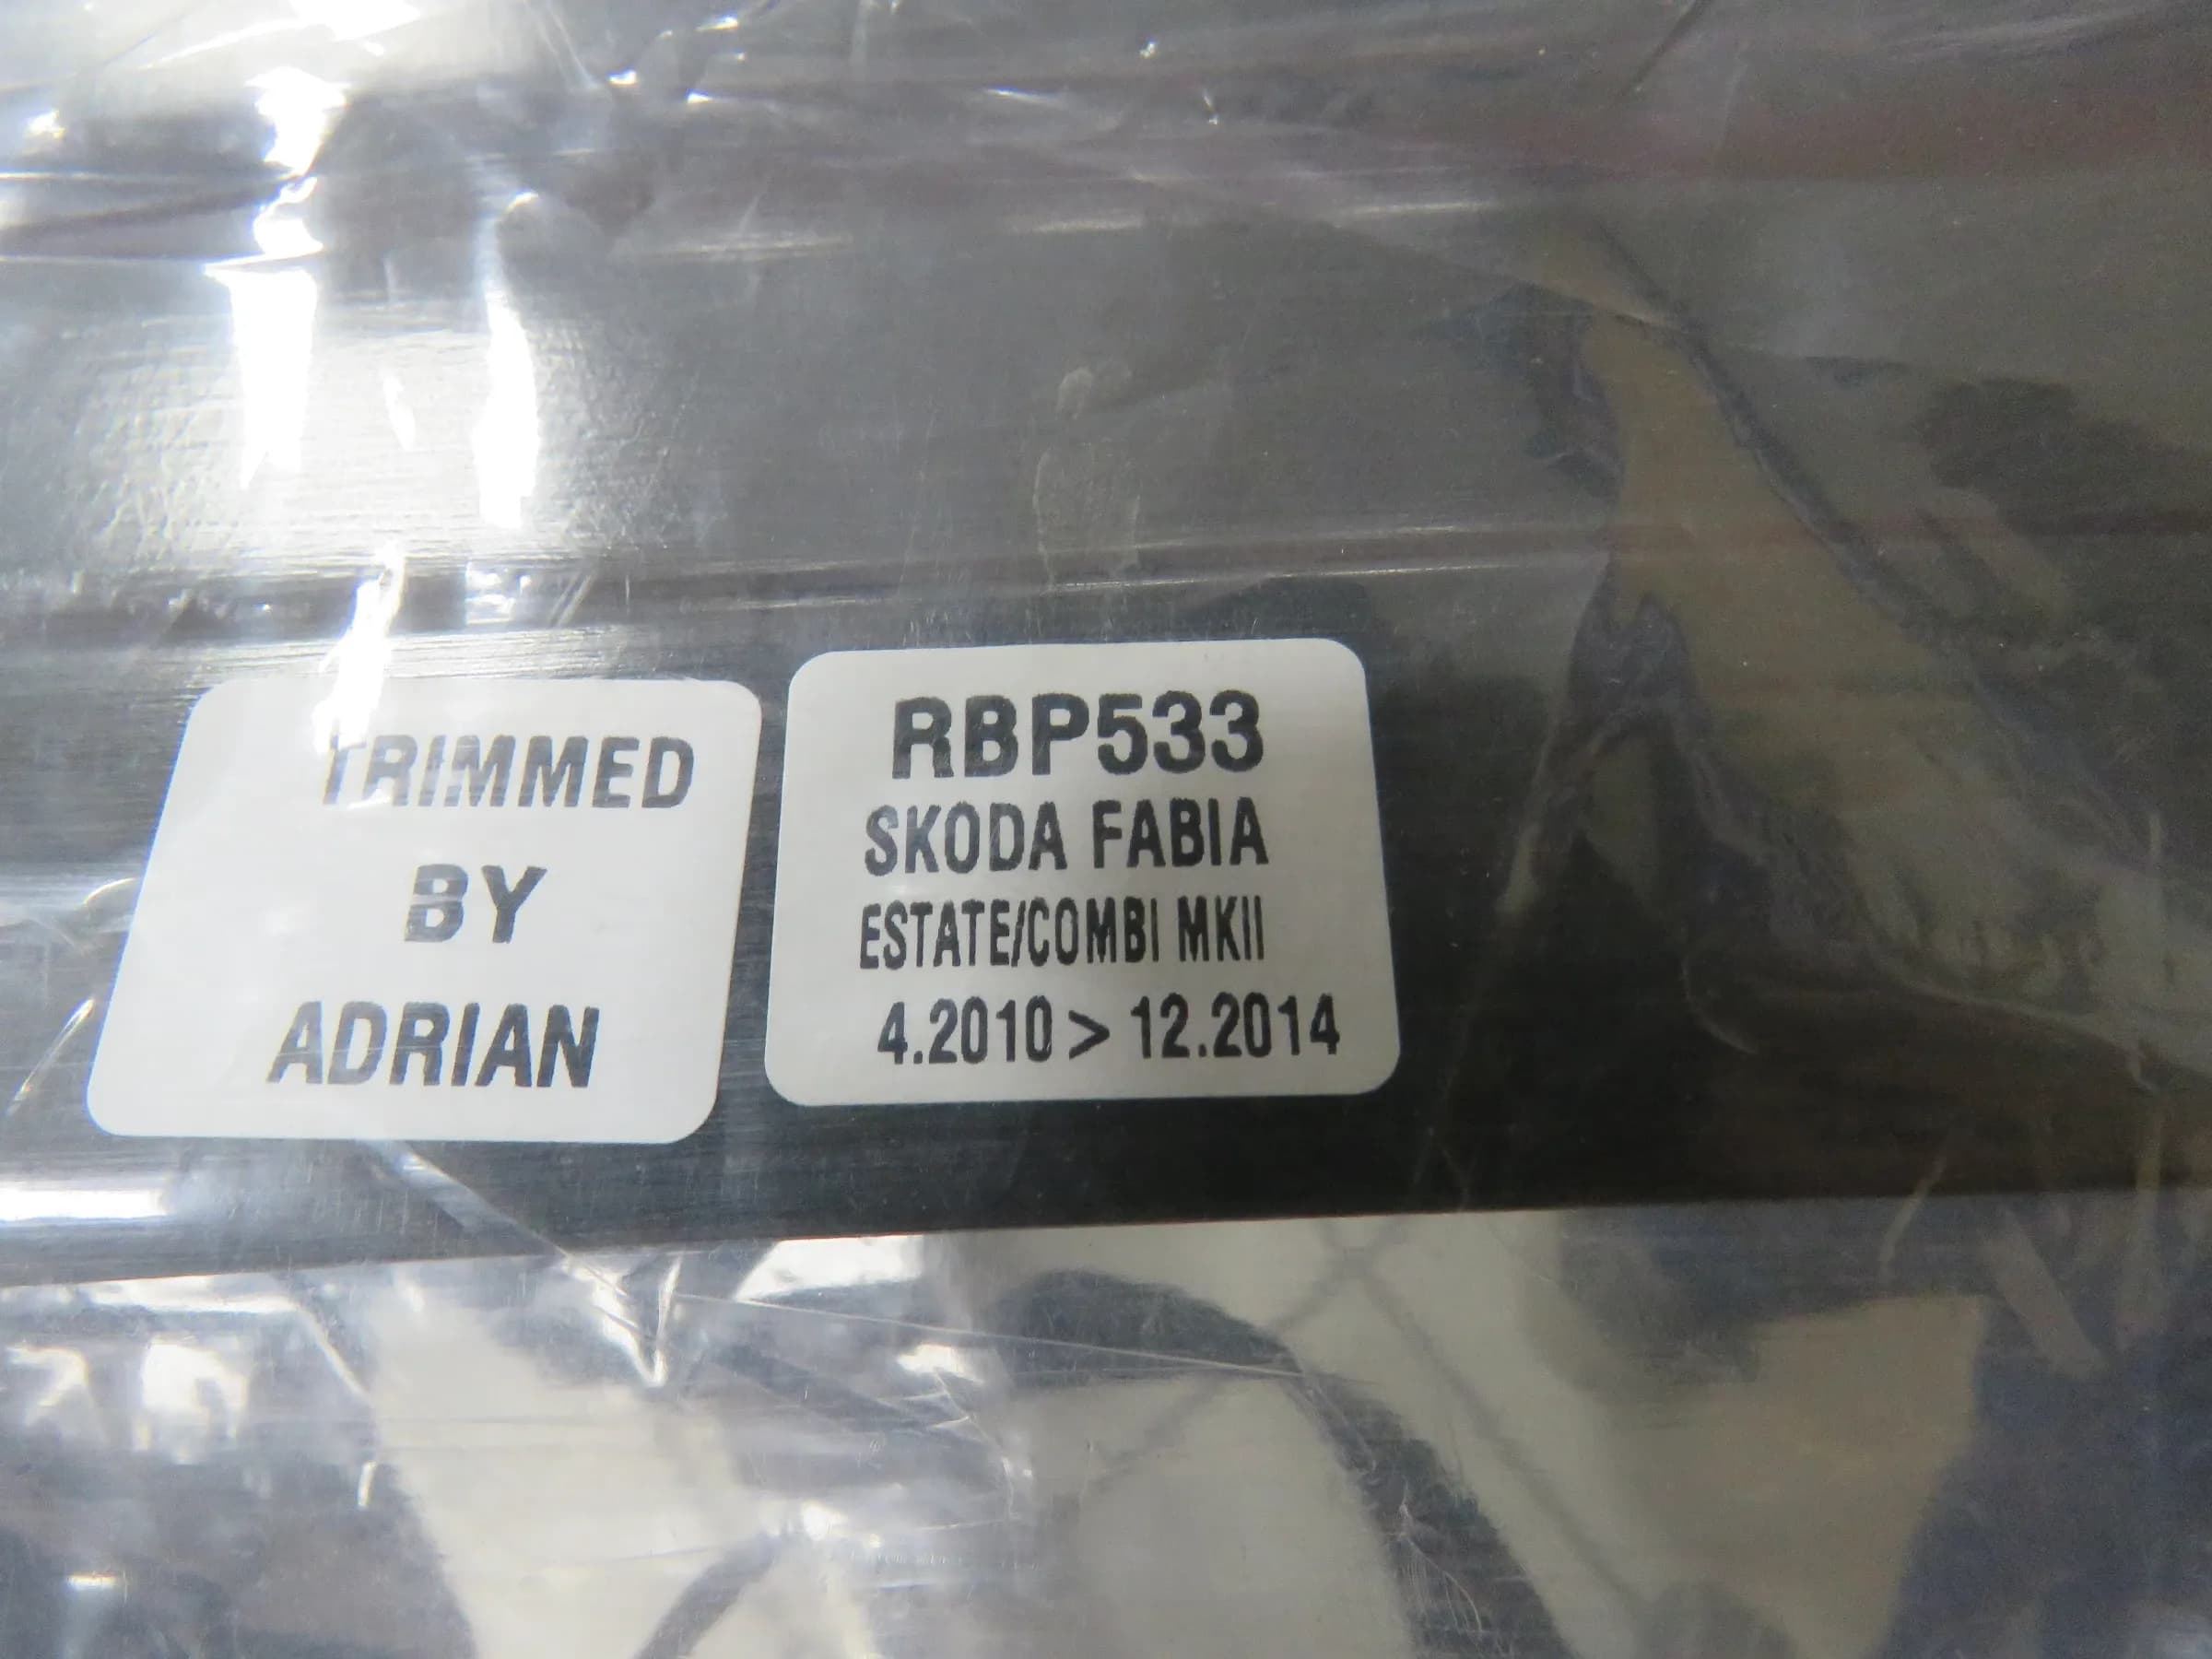 TRIMMED
BY
ADRIAN
RBP533
SKODA FABIA
ESTATE/COMBI MKII
4.2010 > 12.2014